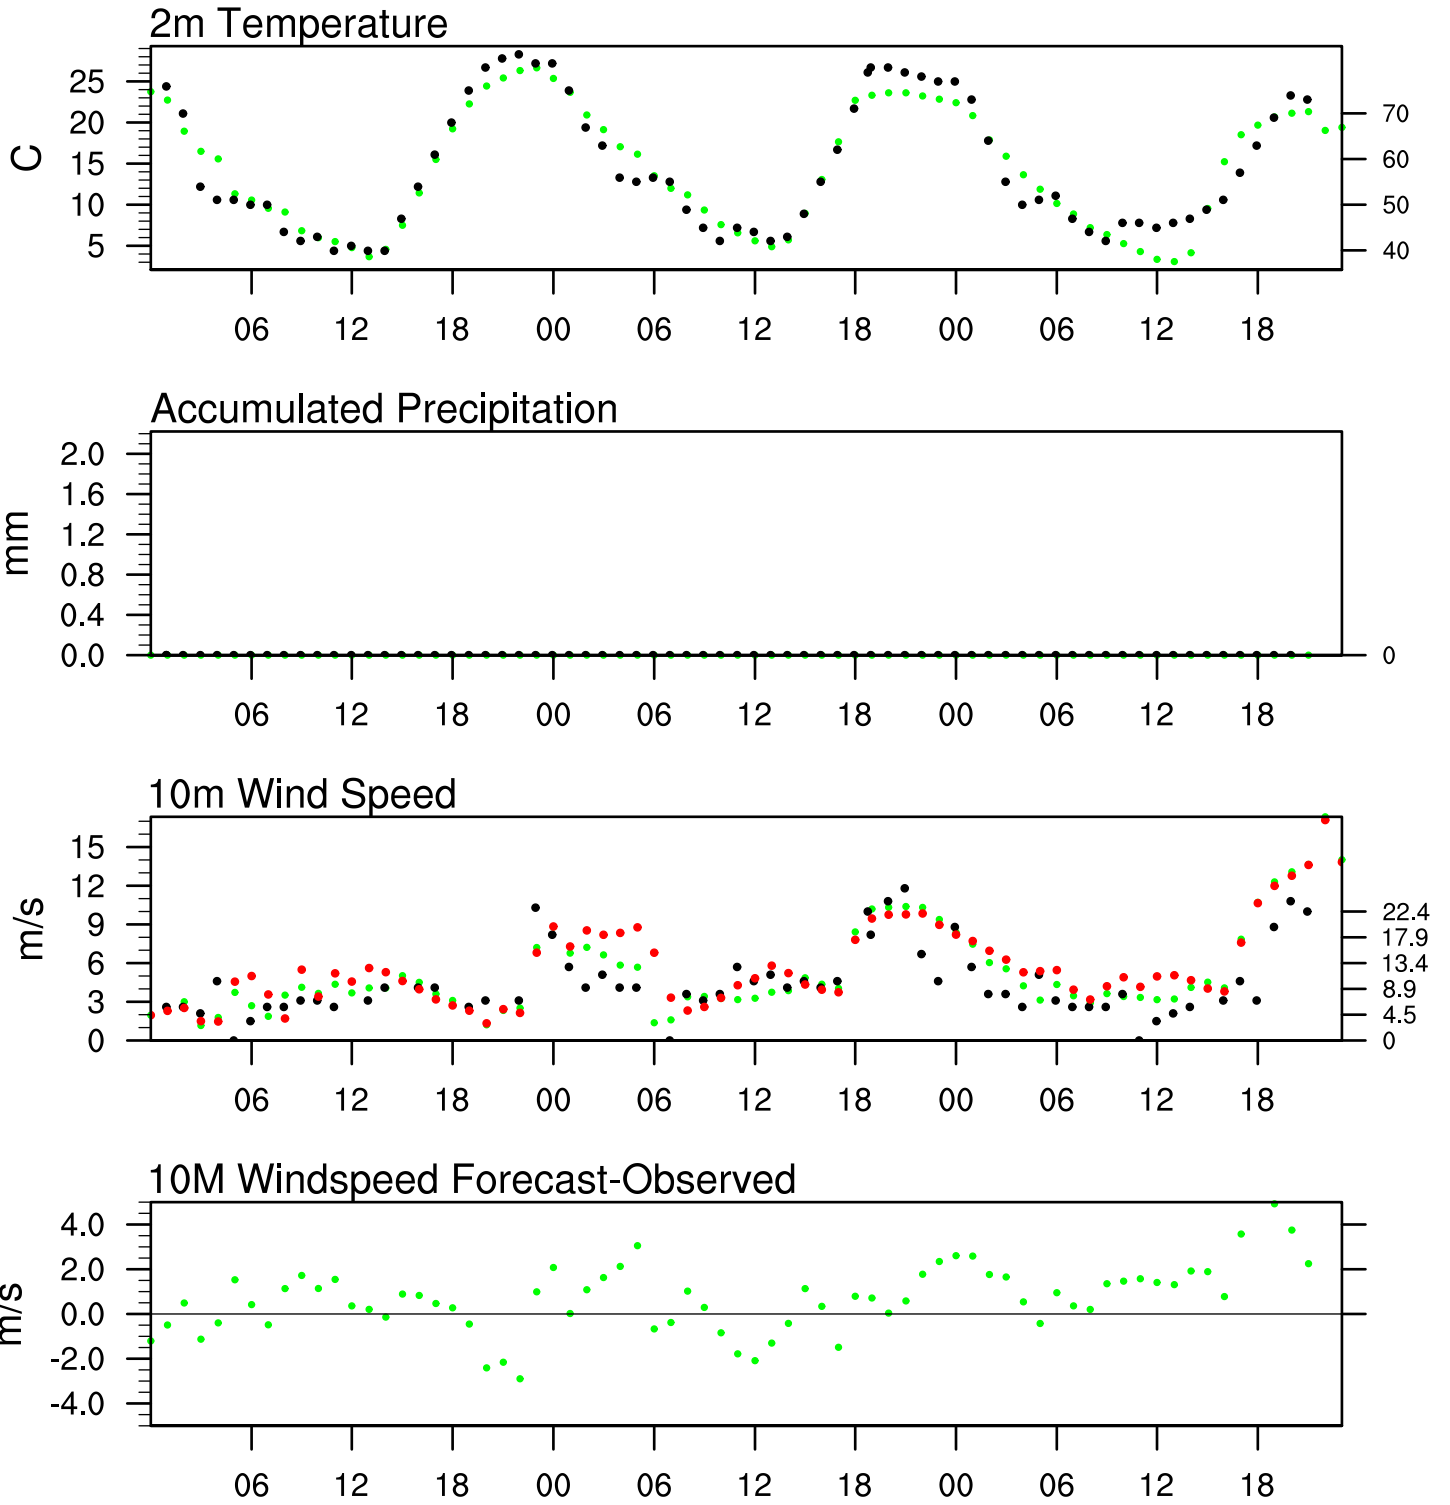 2m Temperature
25
20
15
10
5
C
70
60
50
40
06 12 18 00 06 12 18 00 06 12 18
Accumulated Precipitation
2.0
1.6
1.2
0.8
0.4
0.0
mm
0
06 12 18 00 06 12 18 00 06 12 18
10m Wind Speed
15
12
9
6
3
0
m/s
22.4
17.9
13.4
8.9
4.5
0
06 12 18 00 06 12 18 00 06 12 18
10M Windspeed Forecast-Observed
4.0
2.0
0.0
-2.0
-4.0
m/s
06 12 18 00 06 12 18 00 06 12 18